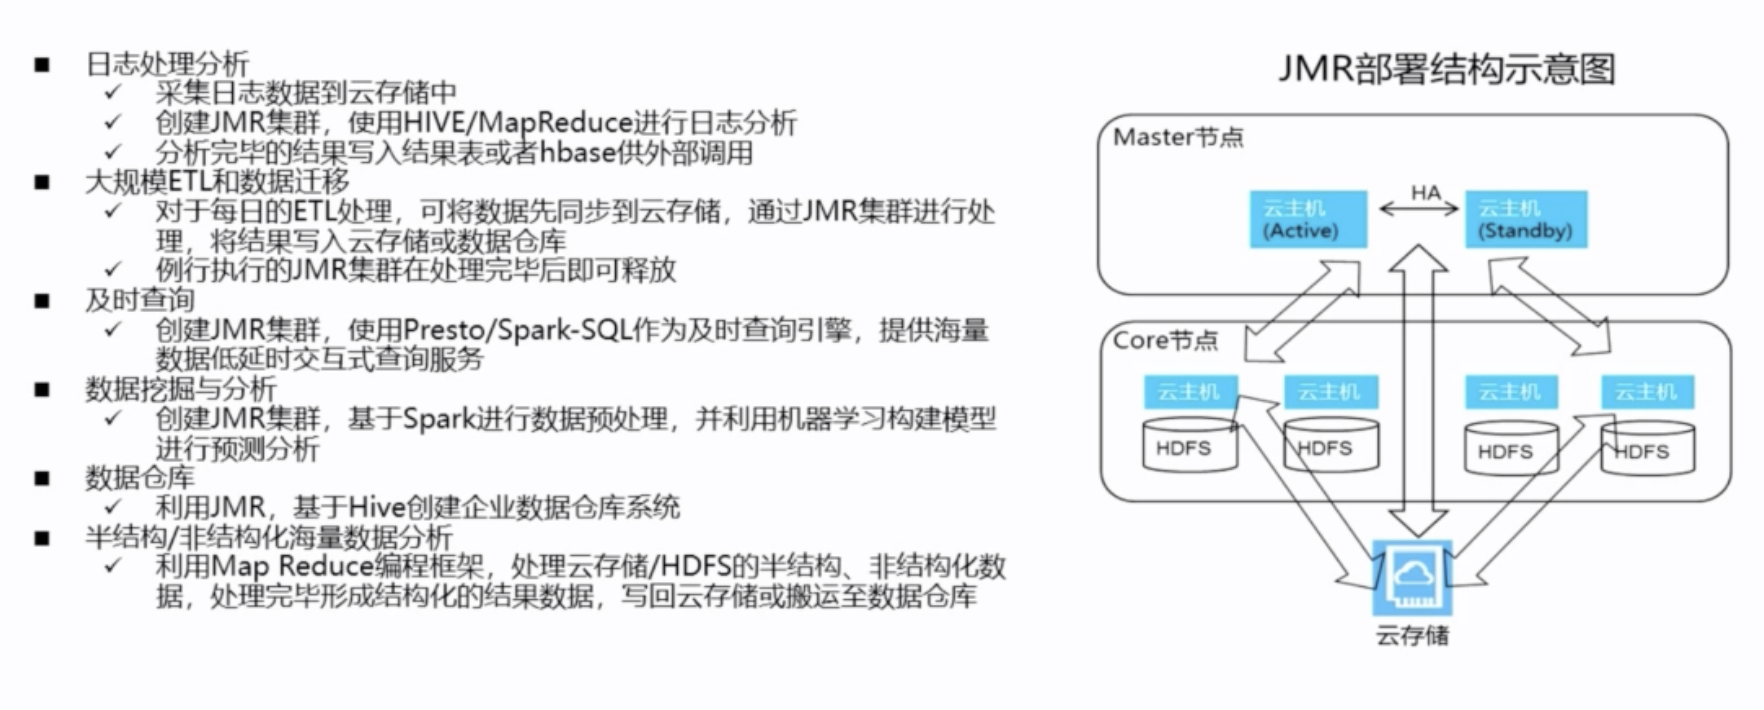 ■ 日志处理分析
✓ 采集日志数据到云存储中
✓ 创建JMR集群，使用HIVE/MapReduce进行日志分析
✓ 分析完毕的结果写入结果表或者hbase供外部调用
■ 大规模ETL和数据迁移
✓ 对于每日的ETL处理，可将数据先同步到云存储，通过JMR集群进行处
理，将结果写入云存储或数据仓库
✓ 例行执行的JMR集群在处理完毕后即可释放
■ 及时查询
✓ 创建JMR集群，使用Presto/Spark-SQL作为及时查询引擎，提供海量
数据低延时交互式查询服务
■ 数据挖掘与分析
✓ 创建JMR集群，基于Spark进行数据预处理，并利用机器学习构建模型
进行预测分析
■ 数据仓库
✓ 利用JMR，基于Hive创建企业数据仓库系统
■ 半结构/非结构化海量数据分析
✓ 利用Map Reduce编程框架，处理云存储/HDFS的半结构、非结构化数
据，处理完毕形成结构化的结果数据，写回云存储或搬运至数据仓库
JMR部署结构示意图
Master节点
云主机
(Active)
HA
云主机
(Standby)
Core节点
云主机
云主机
云主机
云主机
HDFS
HDFS
HDFS
HDFS
云存储